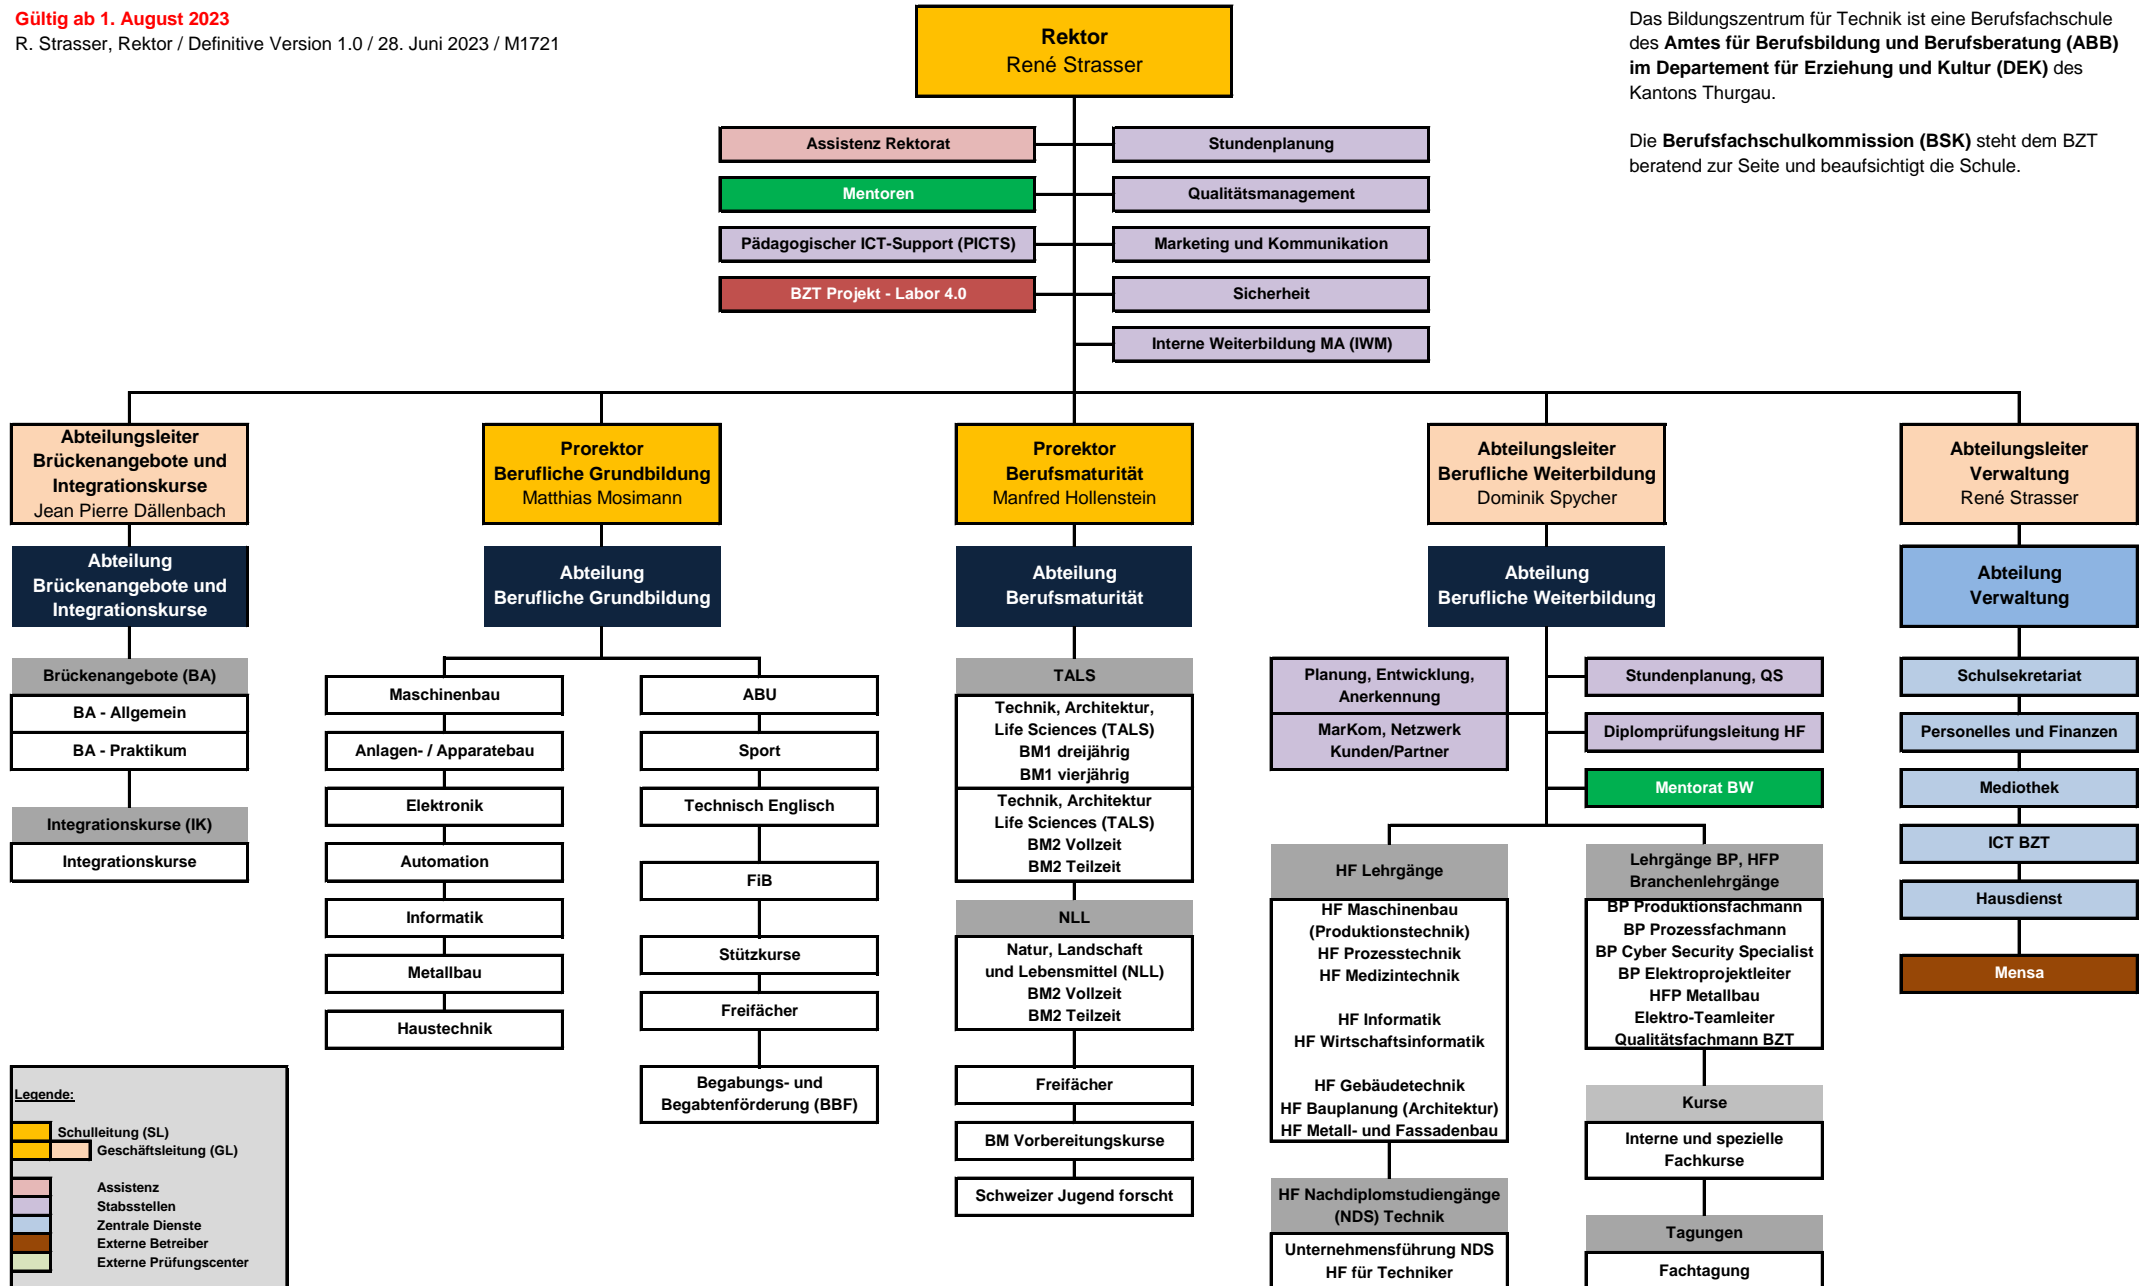 Gültig ab 1. August 2023
R. Strasser, Rektor / Definitive Version 1.0 / 28. Juni 2023 / M1721
Rektor
René Strasser
Das Bildungszentrum für Technik ist eine Berufsfachschule
des Amtes für Berufsbildung und Berufsberatung (ABB)
im Departement für Erziehung und Kultur (DEK) des
Kantons Thurgau.
Die Berufsfachschulkommission (BSK) steht dem BZT
beratend zur Seite und beaufsichtigt die Schule.
Assistenz Rektorat
Stundenplanung
Mentoren
Qualitätsmanagement
Pädagogischer ICT-Support (PICTS)
Marketing und Kommunikation
BZT Projekt - Labor 4.0
Sicherheit
Interne Weiterbildung MA (IWM)
Abteilungsleiter
Brückenangebote und
Integrationskurse
Jean Pierre Dällenbach
Prorektor
Berufliche Grundbildung
Matthias Mosimann
Prorektor
Berufsmaturität
Manfred Hollenstein
Abteilungsleiter
Berufliche Weiterbildung
Dominik Spycher
Abteilungsleiter
Verwaltung
René Strasser
Abteilung
Brückenangebote und
Integrationskurse
Abteilung
Berufliche Grundbildung
Abteilung
Berufsmaturität
Abteilung
Berufliche Weiterbildung
Abteilung
Verwaltung
Brückenangebote (BA)
BA - Allgemein
BA - Praktikum
Integrationskurse (IK)
Integrationskurse
Maschinenbau
Anlagen- / Apparatebau
Elektronik
Automation
Informatik
Metallbau
Haustechnik
ABU
Sport
Technisch Englisch
FiB
Stützkurse
Freifächer
Begabungs- und
Begabtenförderung (BBF)
TALS
Technik, Architektur,
Life Sciences (TALS)
BM1 dreijährig
BM1 vierjährig
Technik, Architektur
Life Sciences (TALS)
BM2 Vollzeit
BM2 Teilzeit
NLL
Natur, Landschaft
und Lebensmittel (NLL)
BM2 Vollzeit
BM2 Teilzeit
Freifächer
BM Vorbereitungskurse
Schweizer Jugend forscht
Planung, Entwicklung,
Anerkennung
MarKom, Netzwerk
Kunden/Partner
Stundenplanung, QS
Diplomprüfungsleitung HF
Mentorat BW
HF Lehrgänge
HF Maschinenbau
(Produktionstechnik)
HF Prozesstechnik
HF Medizintechnik
HF Informatik
HF Wirtschaftsinformatik
HF Gebäudetechnik
HF Bauplanung (Architektur)
HF Metall- und Fassadenbau
HF Nachdiplomstudiengänge
(NDS) Technik
Unternehmensführung NDS
HF für Techniker
Lehrgänge BP, HFP
Branchenlehrgänge
BP Produktionsfachmann
BP Prozessfachmann
BP Cyber Security Specialist
BP Elektroprojektleiter
HFP Metallbau
Elektro-Teamleiter
Qualitätsfachmann BZT
Kurse
Interne und spezielle
Fachkurse
Tagungen
Fachtagung
Schulsekretariat
Personelles und Finanzen
Mediothek
ICT BZT
Hausdienst
Mensa
Legende:
Schulleitung (SL)
Geschäftsleitung (GL)
Assistenz
Stabsstellen
Zentrale Dienste
Externe Betreiber
Externe Prüfungscenter